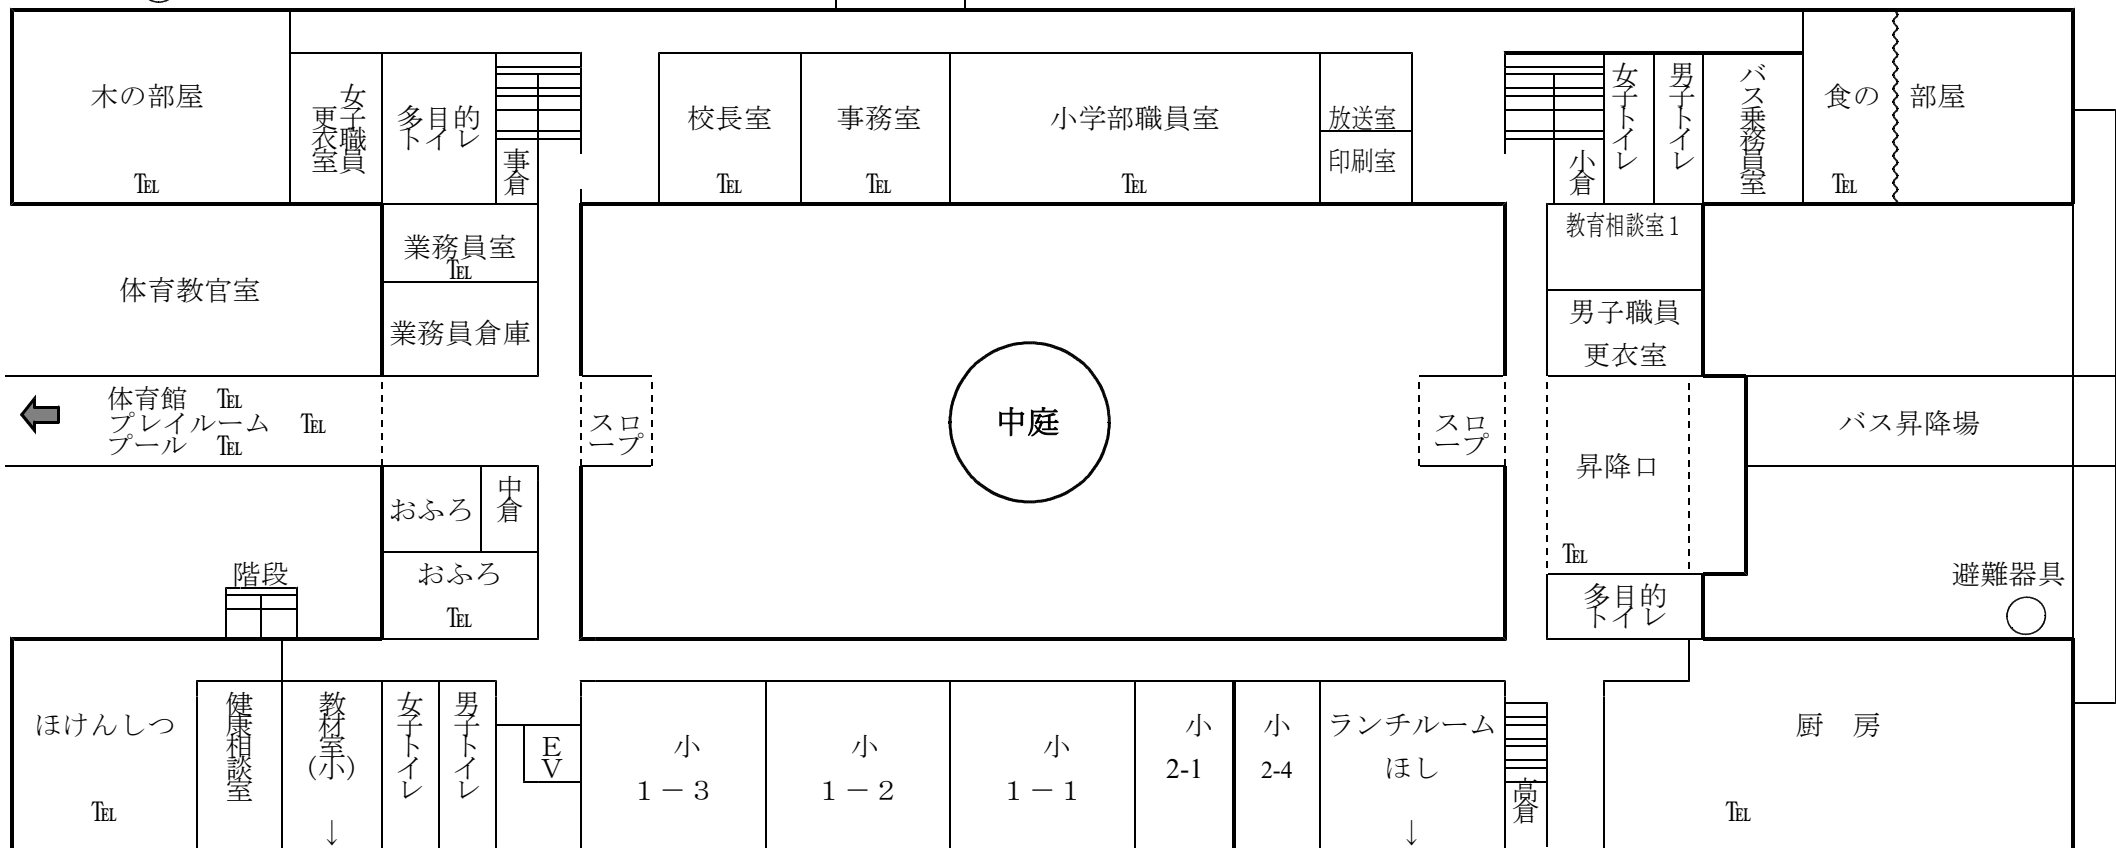 木の部屋
℡
女子職員
更衣室
多目的
トイレ
事倉
校長室
℡
事務室
℡
小学部職員室
℡
放送室
印刷室
小倉
女子トイレ
男子トイレ
バス乗務員室
食の
部屋
℡
体育教官室
業務員室
℡
業務員倉庫
教育相談室１
男子職員
更衣室
体育館　℡
プレイルーム　℡
プール　℡
スロ
ープ
中庭
スロ
ープ
昇降口
℡
バス昇降場
おふろ
中倉
おふろ
℡
階段
多目的
トイレ
避難器具
ほけんしつ
℡
健康相談室
教材室
(小)
↓
女子トイレ
男子トイレ
ＥＶ
小
１－３
小
１－２
小
１－１
小
2-1
小
2-4
ランチルーム
ほし
↓
高倉
厨　房
℡